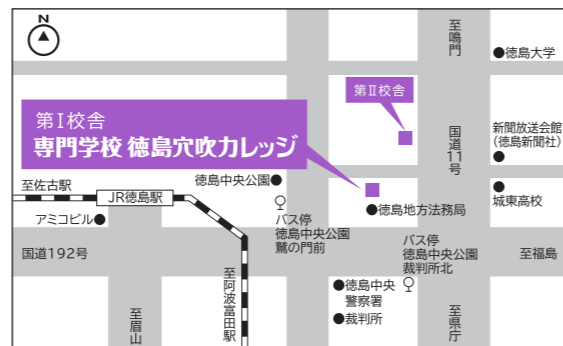 N
至鳴門
徳島大学
第Ⅱ校舎
第Ⅰ校舎
専門学校 徳島穴吹カレッジ
国道11号
新聞放送会館
(徳島新聞社)
至佐古駅
JR徳島駅
徳島中央公園
城東高校
アミコビル
バス停
徳島中央公園
鷲の門前
徳島地方法務局
国道192号
バス停
徳島中央公園
裁判所北
至福島
至眉山
至阿波富田駅
徳島中央
警察署
裁判所
至県庁